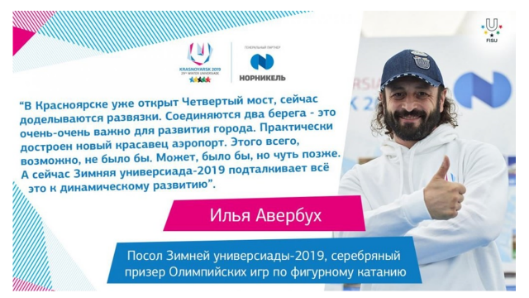 FISU
KRASNOYARSK 2019
НОРНИКЕЛЬ
"В Красноярске уже открыт Четвертый мост, сейчас
доделываются развязки. Соединяются два берега - это
очень-очень важно для развития города. Практически
достроен новый красавец аэропорт. Этого всего,
возможно, не было бы. Может, было бы, но чуть позже.
А сейчас Зимняя универсиада-2019 подталкивает всё
это к динамическому развитию".
Илья Авербух
Посол Зимней универсиады-2019, серебряный
призер Олимпийских игр по фигурному катанию